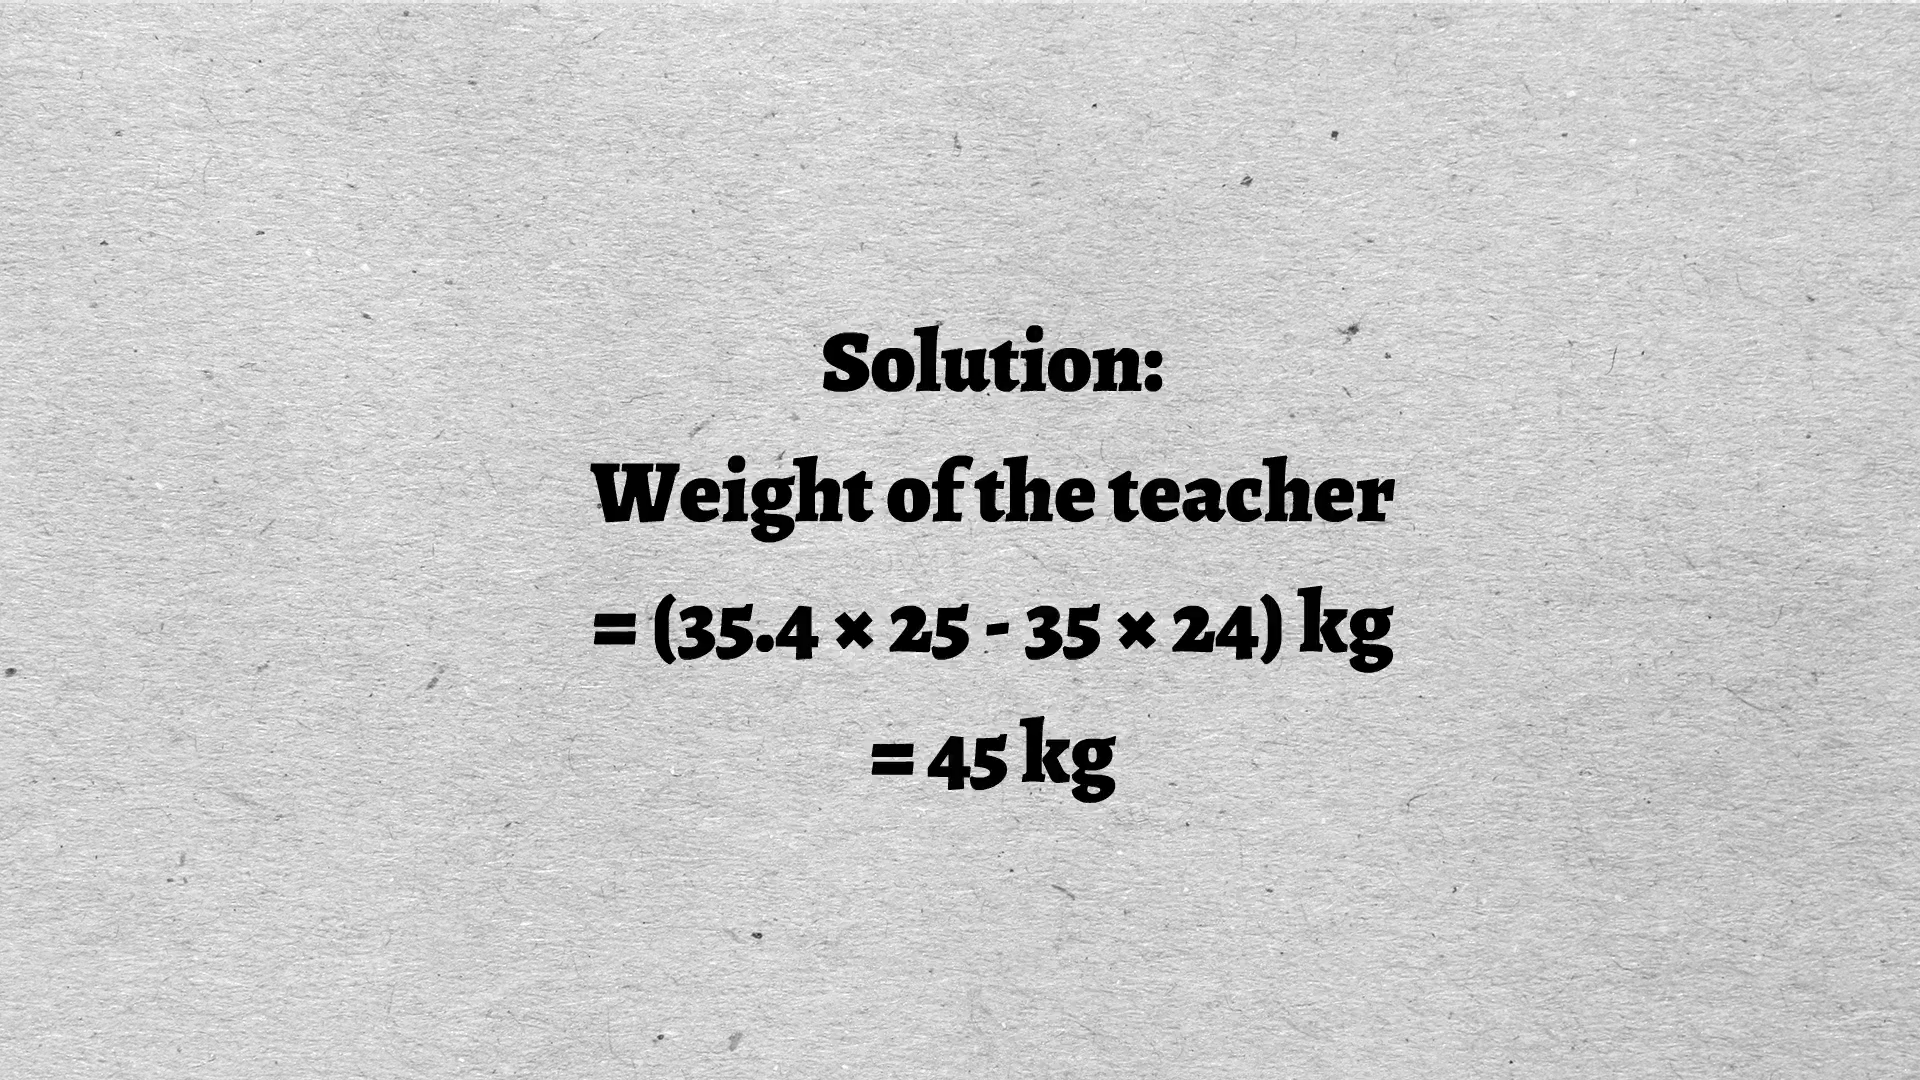 Solution:
Weight of the teacher
= (35.4 × 25 - 35 × 24) kg
= 45 kg